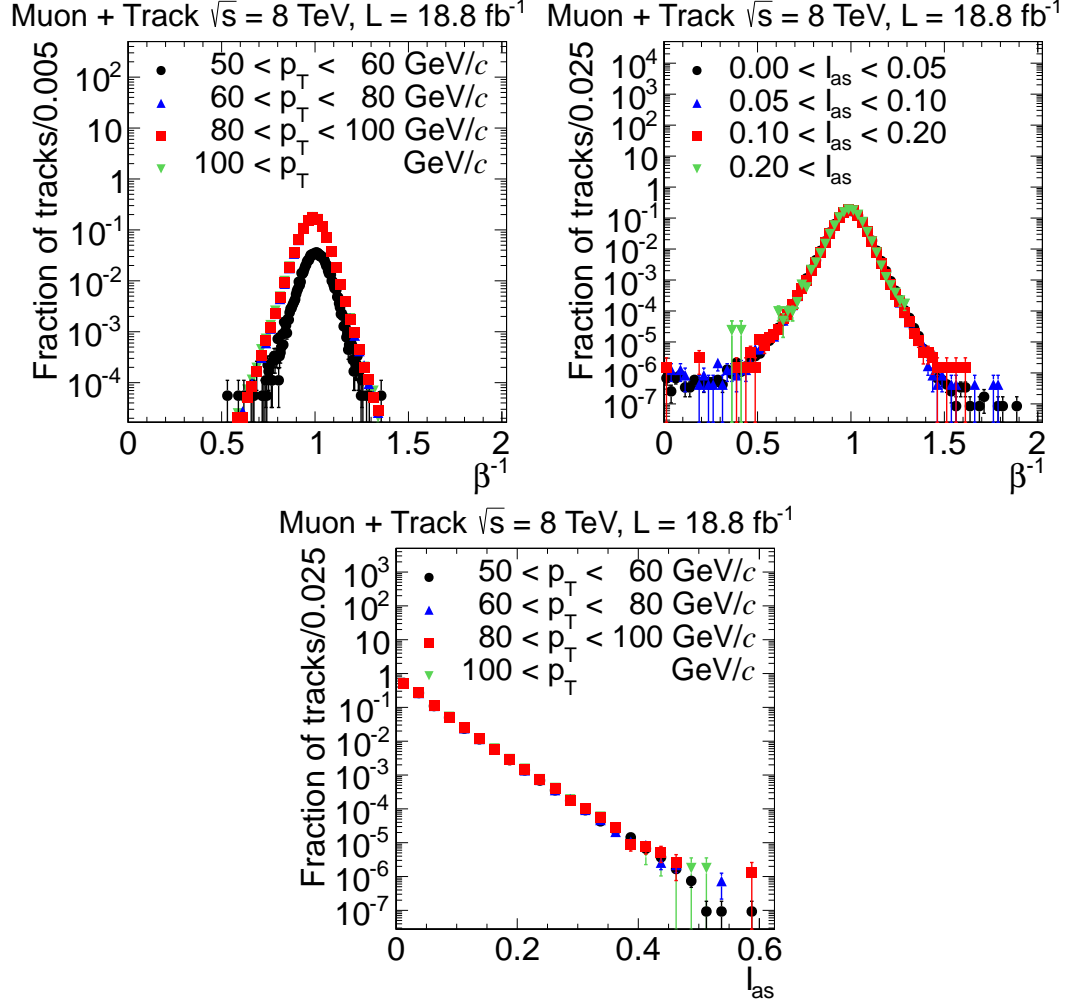 Muon + Track √s = 8 TeV, L = 18.8 fb⁻¹
Fraction of tracks/0.005
10²
10
1
10⁻¹
10⁻²
10⁻³
10⁻⁴
50 < p_T < 60 GeV/c
60 < p_T < 80 GeV/c
80 < p_T < 100 GeV/c
100 < p_T GeV/c
0 0.5 1 1.5 2
β⁻¹
Muon + Track √s = 8 TeV, L = 18.8 fb⁻¹
Fraction of tracks/0.025
10⁴
10³
10²
10
1
10⁻¹
10⁻²
10⁻³
10⁻⁴
10⁻⁵
10⁻⁶
10⁻⁷
0.00 < I_as < 0.05
0.05 < I_as < 0.10
0.10 < I_as < 0.20
0.20 < I_as
0 0.5 1 1.5 2
β⁻¹
Muon + Track √s = 8 TeV, L = 18.8 fb⁻¹
Fraction of tracks/0.025
10³
10²
10
1
10⁻¹
10⁻²
10⁻³
10⁻⁴
10⁻⁵
10⁻⁶
10⁻⁷
50 < p_T < 60 GeV/c
60 < p_T < 80 GeV/c
80 < p_T < 100 GeV/c
100 < p_T GeV/c
0 0.2 0.4 0.6
I_as